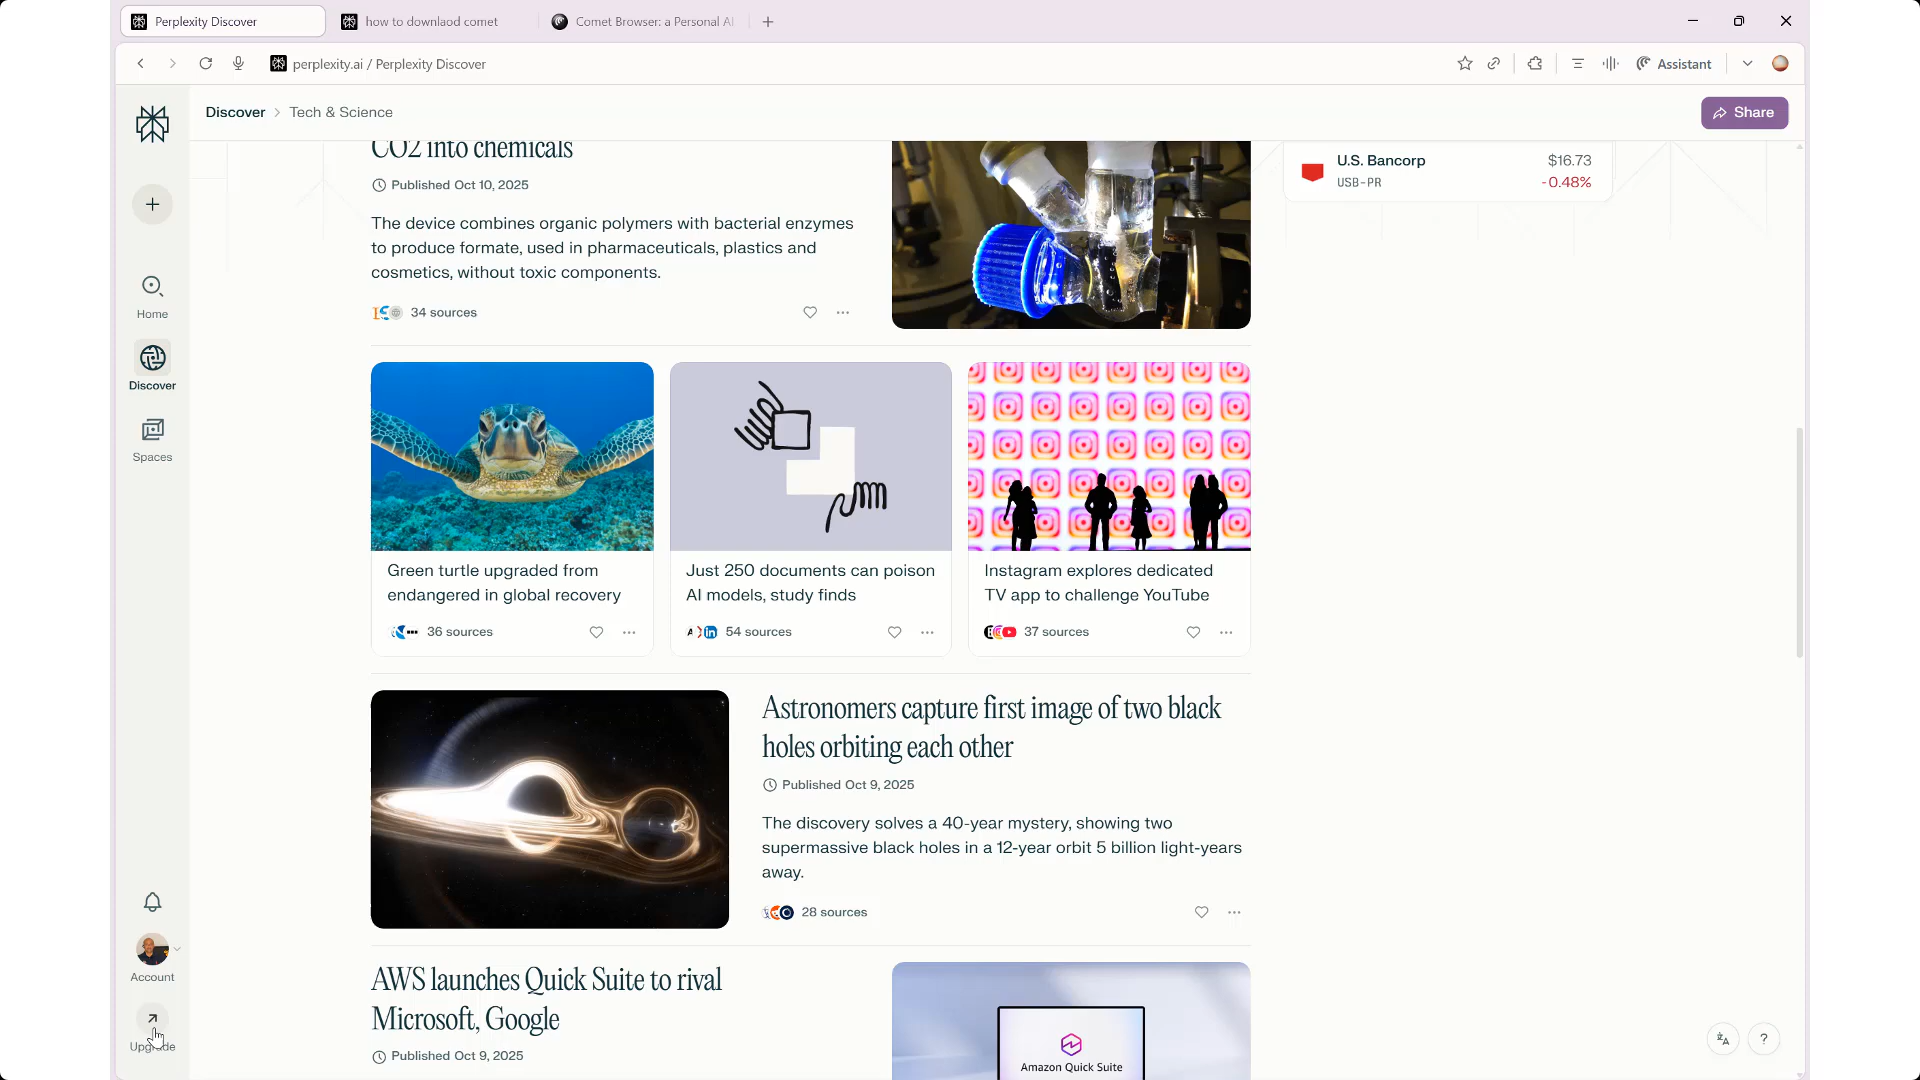 Perplexity Discover
how to downlaod comet
Comet Browser: a Personal AI
perplexity.ai / Perplexity Discover
Assistant
Discover > Tech & Science
Share
Home
Discover
Spaces
Account
Upgrade
CO2 into chemicals
Published Oct 10, 2025
The device combines organic polymers with bacterial enzymes
to produce formate, used in pharmaceuticals, plastics and
cosmetics, without toxic components.
34 sources
U.S. Bancorp
$16.73
USB-PR
-0.48%
Green turtle upgraded from
endangered in global recovery
36 sources
Just 250 documents can poison
AI models, study finds
54 sources
Instagram explores dedicated
TV app to challenge YouTube
37 sources
Astronomers capture first image of two black
holes orbiting each other
Published Oct 9, 2025
The discovery solves a 40-year mystery, showing two
supermassive black holes in a 12-year orbit 5 billion light-years
away.
28 sources
AWS launches Quick Suite to rival
Microsoft, Google
Published Oct 9, 2025
Amazon Quick Suite